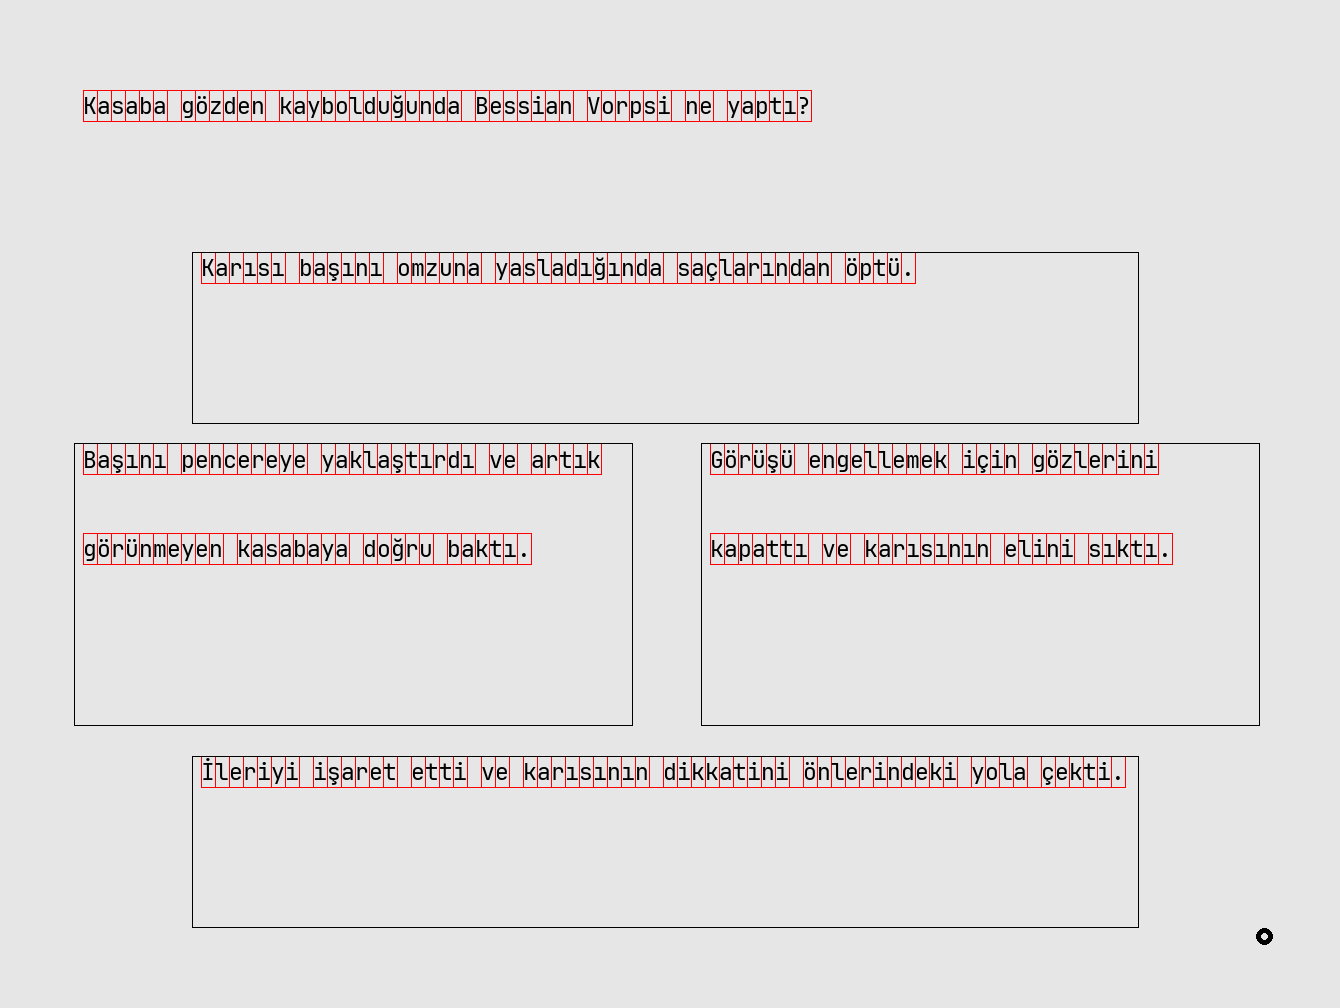 Kasaba gözden kaybolduğunda Bessian Vorpsi ne yaptı?
Karısı başını omzuna yasladığında saçlarından öptü.
Başını pencereye yaklaştırdı ve artık
görünmeyen kasabaya doğru baktı.
Görüşü engellemek için gözlerini
kapattı ve karısının elini sıktı.
İleriyi işaret etti ve karısının dikkatini önlerindeki yola çekti.